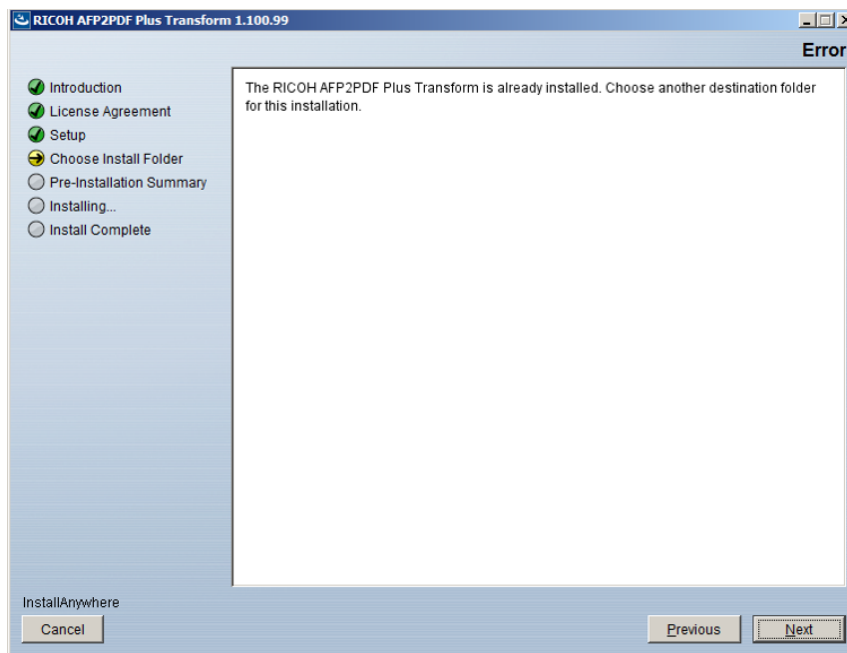 RICOH AFP2PDF Plus Transform 1.100.99
Error
Introduction
License Agreement
Setup
Choose Install Folder
Pre-Installation Summary
Installing...
Install Complete
The RICOH AFP2PDF Plus Transform is already installed. Choose another destination folder
for this installation.
InstallAnywhere
Cancel
Previous
Next